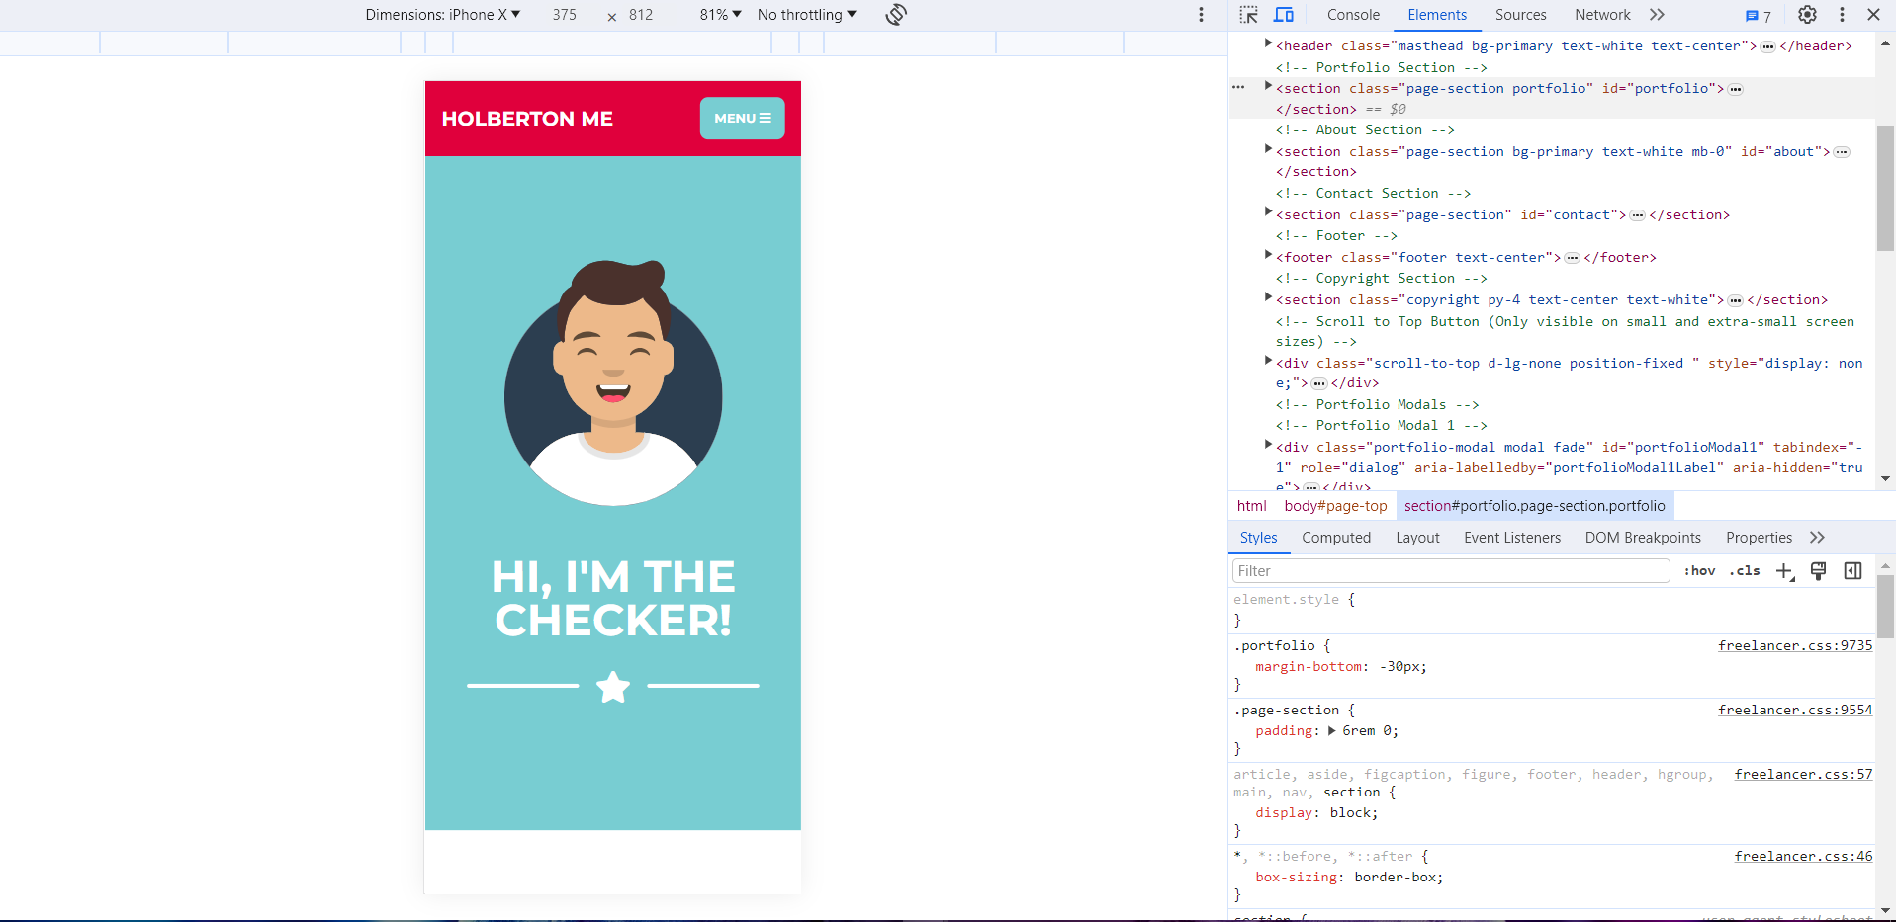 Dimensions: iPhone X ▼ 375 × 812 81% ▼ No throttling ▼
HOLBERTON ME
MENU ☰
HI, I'M THE
CHECKER!
Console Elements Sources Network 7
<header class="masthead bg-primary text-white text-center">…</header>
<!-- Portfolio Section -->
<section class="page-section portfolio" id="portfolio">…
</section> == $0
<!-- About Section -->
<section class="page-section bg-primary text-white mb-0" id="about">…
</section>
<!-- Contact Section -->
<section class="page-section" id="contact">…</section>
<!-- Footer -->
<footer class="footer text-center">…</footer>
<!-- Copyright Section -->
<section class="copyright py-4 text-center text-white">…</section>
<!-- Scroll to Top Button (Only visible on small and extra-small screen
sizes) -->
<div class="scroll-to-top d-lg-none position-fixed " style="display: non
e;">…</div>
<!-- Portfolio Modals -->
<!-- Portfolio Modal 1 -->
<div class="portfolio-modal modal fade" id="portfolioModal1" tabindex="-
1" role="dialog" aria-labelledby="portfolioModal1Label" aria-hidden="tru
e">…</div>
html body#page-top section#portfolio.page-section.portfolio
Styles Computed Layout Event Listeners DOM Breakpoints Properties
Filter :hov .cls
element.style {
}
.portfolio { freelancer.css:9735
margin-bottom: -30px;
}
.page-section { freelancer.css:9554
padding: ▶ 6rem 0;
}
article, aside, figcaption, figure, footer, header, hgroup, freelancer.css:57
main, nav, section {
display: block;
}
*, *::before, *::after { freelancer.css:46
box-sizing: border-box;
}
section { user agent stylesheet